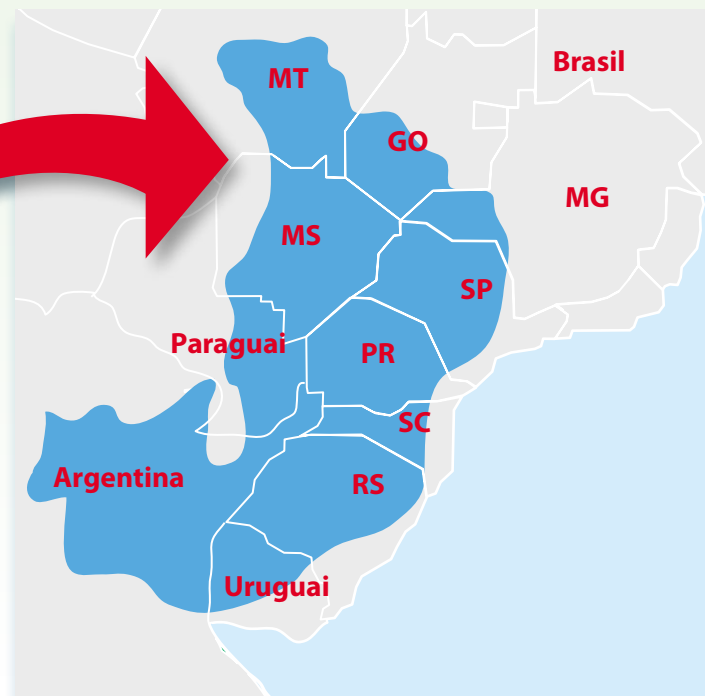 Brasil
MT
GO
MG
MS
SP
Paraguai
PR
SC
Argentina
RS
Uruguai